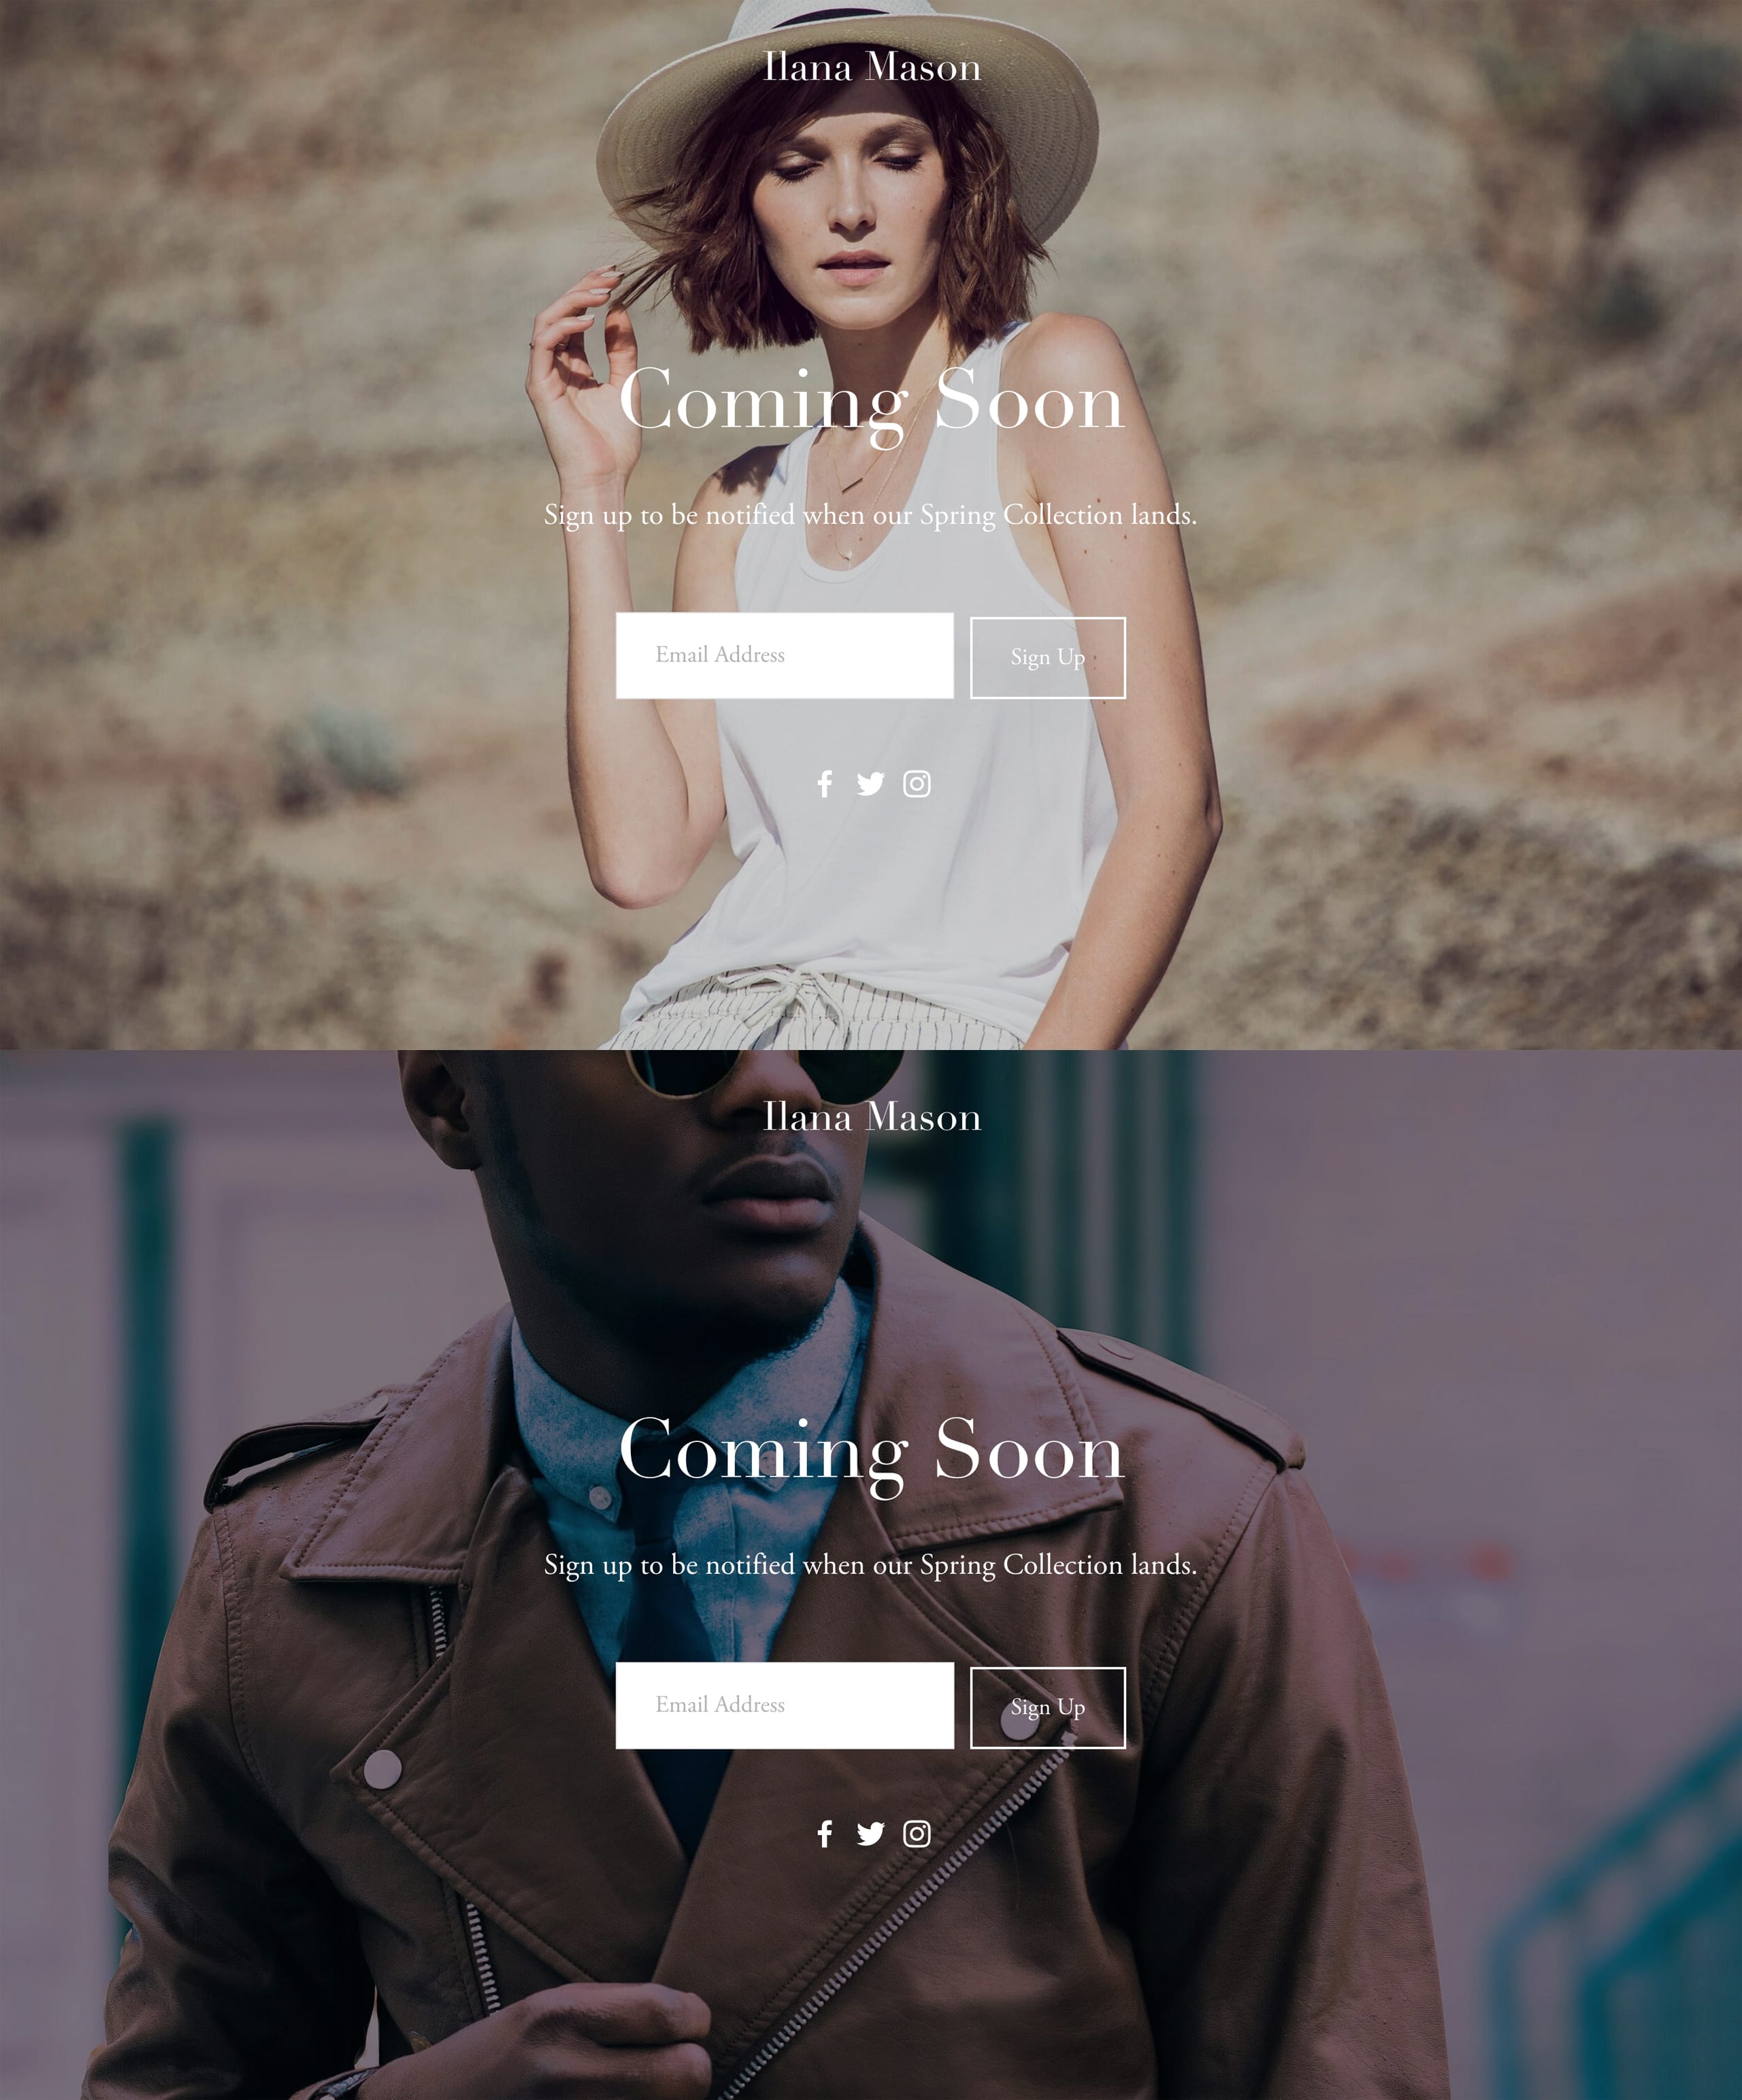 Ilana Mason
Coming Soon
Sign up to be notified when our Spring Collection lands.
Email Address
Sign Up
Ilana Mason
Coming Soon
Sign up to be notified when our Spring Collection lands.
Email Address
Sign Up